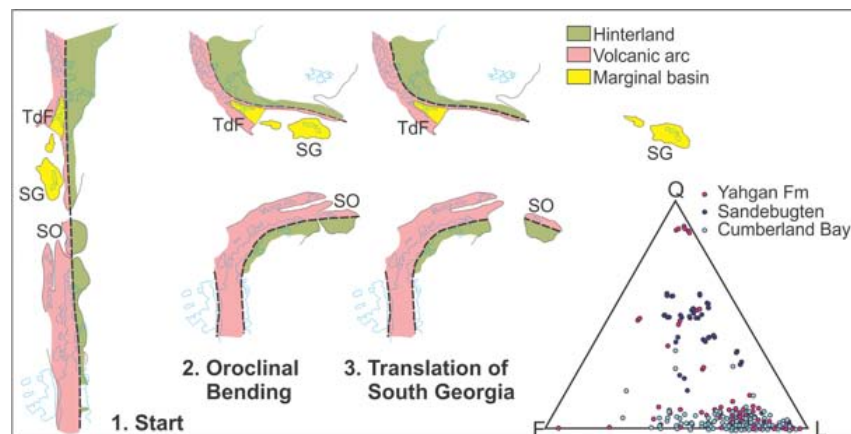 Hinterland
Volcanic arc
Marginal basin
TdF
SG
SO
1. Start
TdF
SG
SO
2. Oroclinal
Bending
TdF
SG
SO
3. Translation of
South Georgia
Q
Yahgan Fm
Sandebugten
Cumberland Bay
F
L